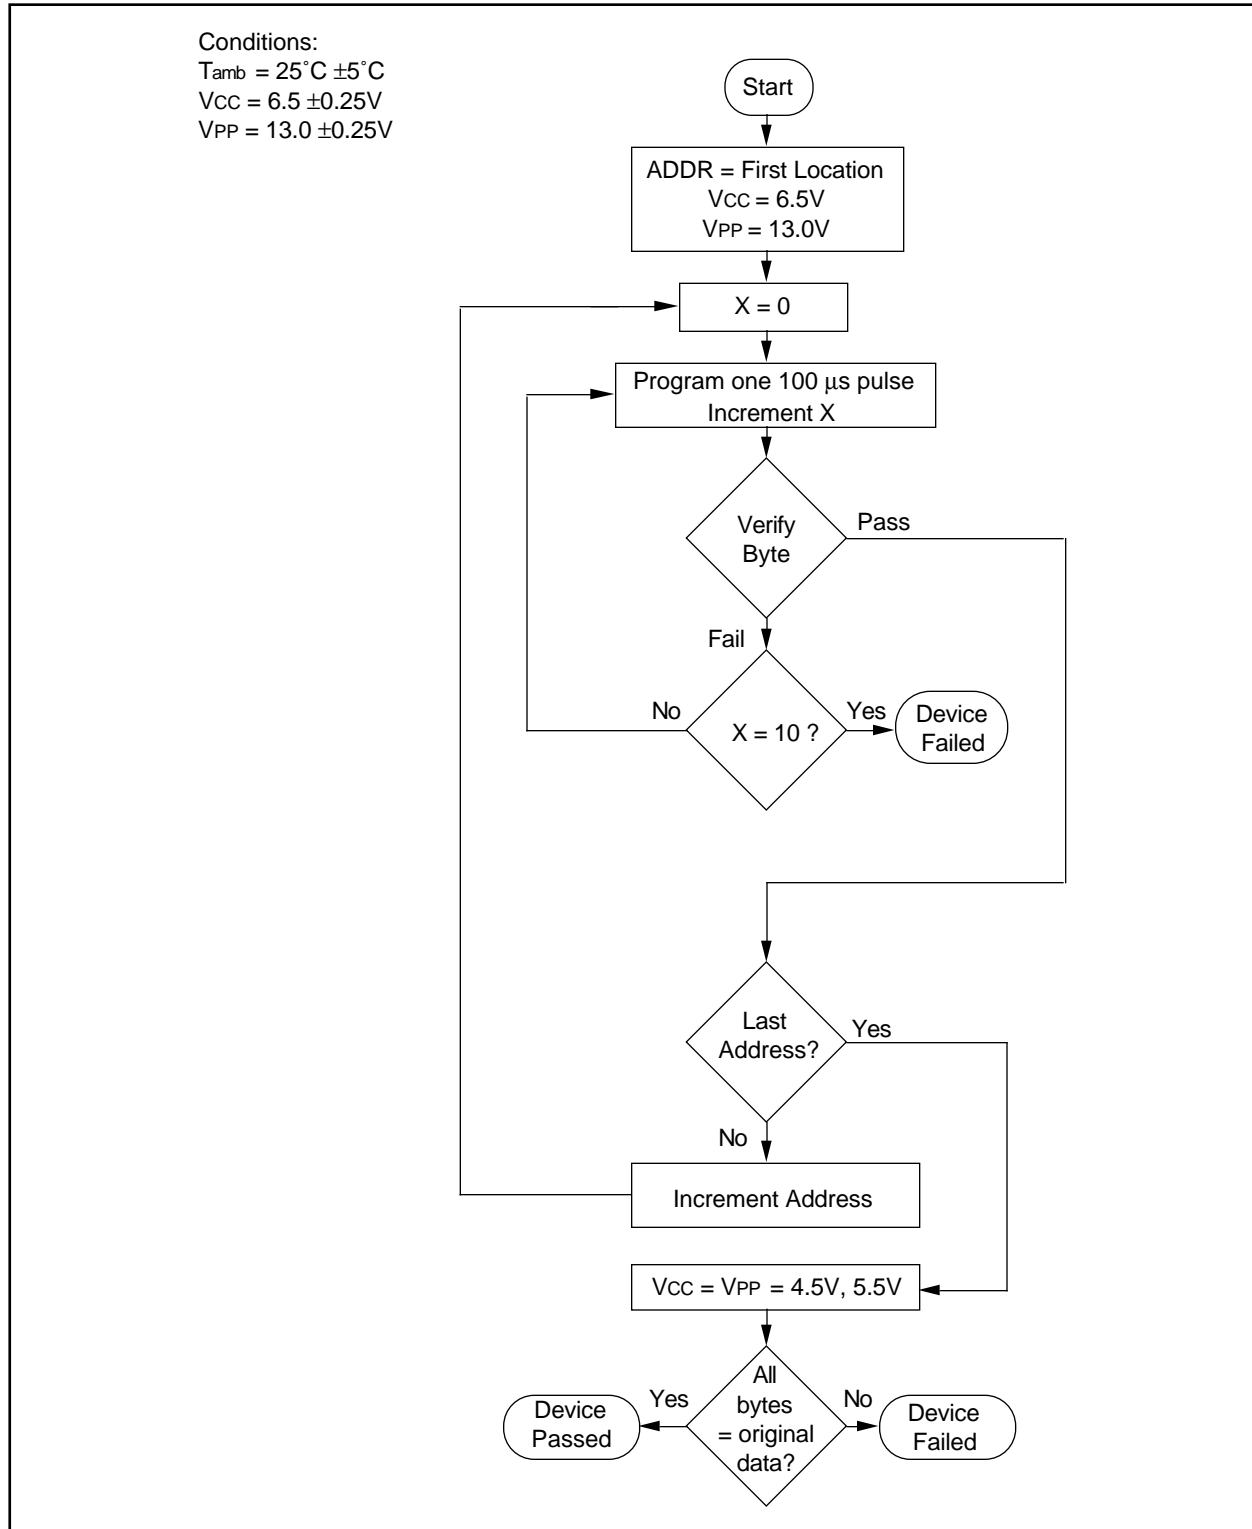 Conditions:
Tamb = 25˚C ±5˚C
VCC = 6.5 ±0.25V
VPP = 13.0 ±0.25V
Start
ADDR = First Location
VCC = 6.5V
VPP = 13.0V
X = 0
Program one 100 µs pulse
Increment X
Verify
Byte
Pass
Fail
No
X = 10 ?
Yes
Device
Failed
Last
Address?
Yes
No
Increment Address
VCC = VPP = 4.5V, 5.5V
All
bytes
= original
data?
Yes
No
Device
Passed
Device
Failed